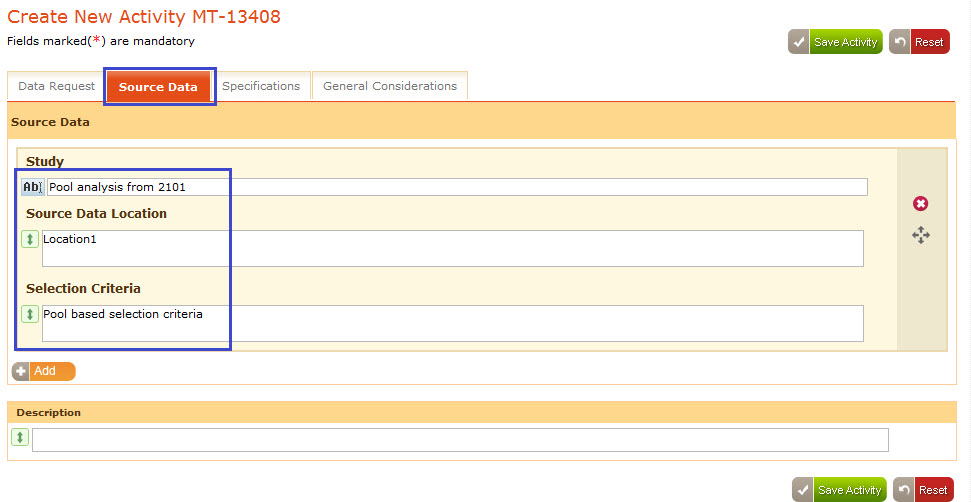 Create New Activity MT-13408
Fields marked(*) are mandatory
Save Activity Reset
Data Request Source Data Specifications General Considerations
Source Data
Study
Ab Pool analysis from 2101
Source Data Location
Location1
Selection Criteria
Pool based selection criteria
Add
Description
Save Activity Reset